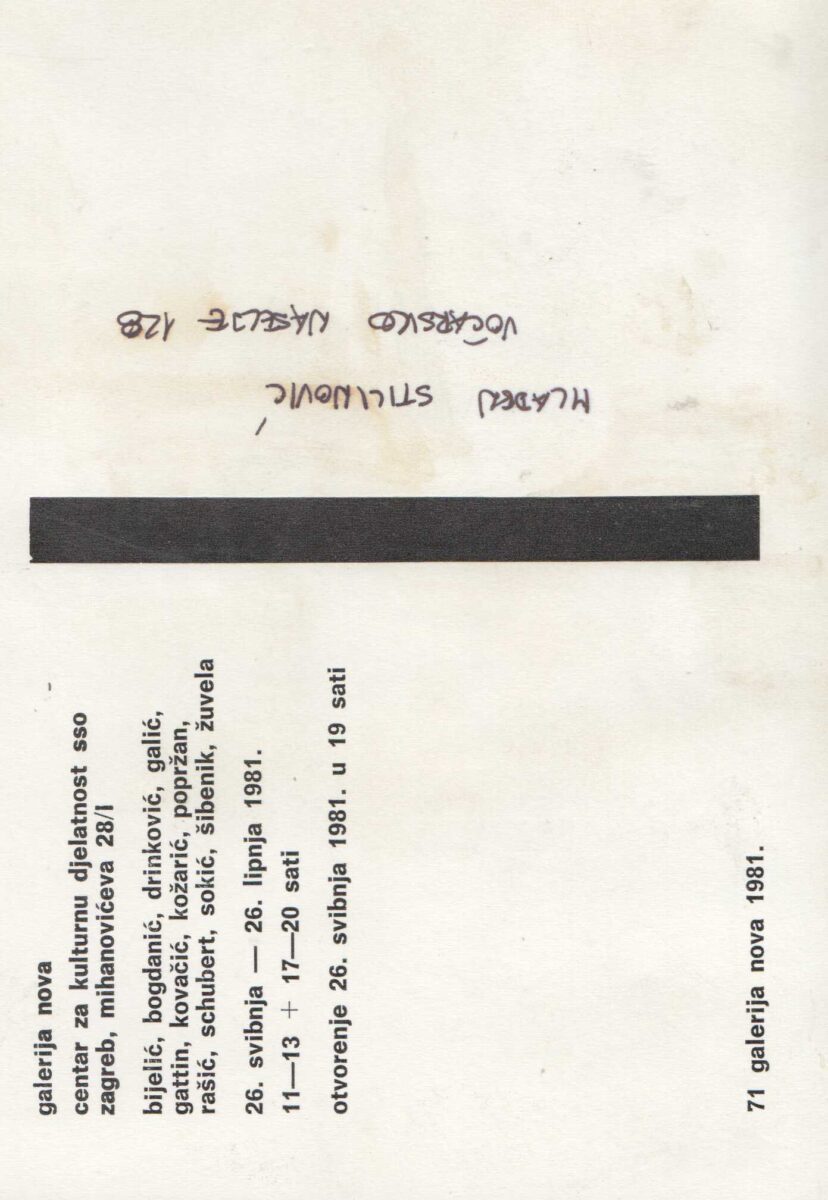 galerija nova
centar za kulturnu djelatnost sso
zagreb, mihanovićeva 28/I
bijelić, bogdanić, drinković, galić,
gattin, kovačić, kožarić, popržan,
rašić, schubert, sokić, šibenik, žuvela
26. svibnja — 26. lipnja 1981.
11—13 + 17—20 sati
otvorenje 26. svibnja 1981. u 19 sati
71 galerija nova 1981.
MLADEN STILINOVIĆ
VOĆARSKO NASELJE 128